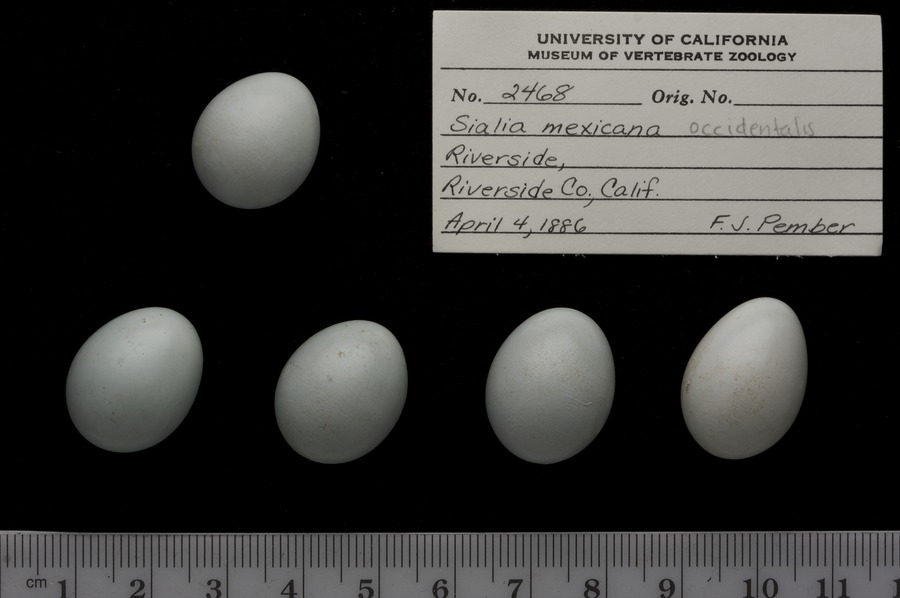 UNIVERSITY OF CALIFORNIA
MUSEUM OF VERTEBRATE ZOOLOGY
No. 2468 Orig. No.
Sialia mexicana occidentalis
Riverside,
Riverside Co., Calif.
April 4, 1886 F. J. Pember
cm 1 2 3 4 5 6 7 8 9 10 11